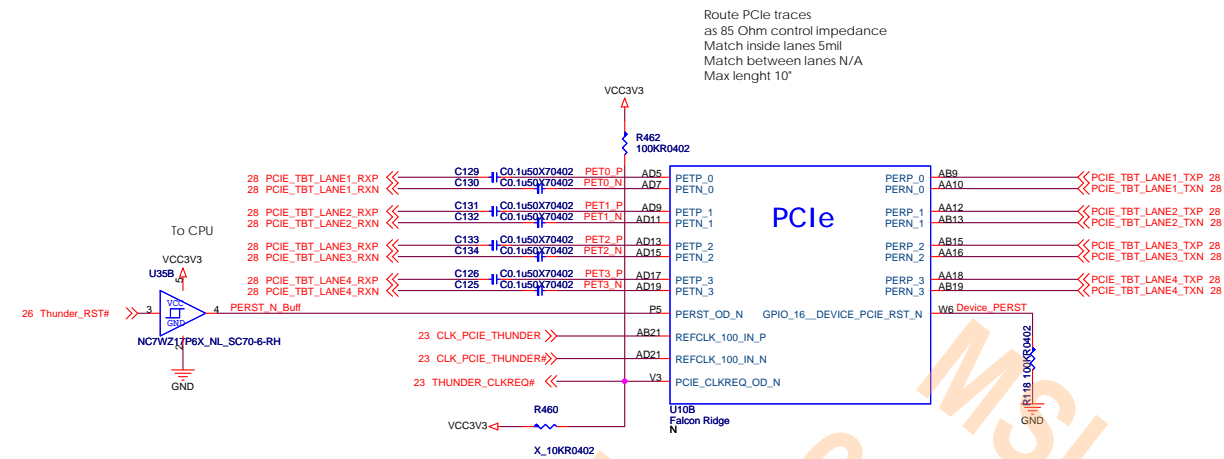 Route PCIe traces
as 85 Ohm control impedance
Match inside lanes 5mil
Match between lanes N/A
Max lenght 10"
VCC3V3
R462
100KR0402
28 PCIE_TBT_LANE1_RXP C129 C0.1u50X70402 PET0_P AD5 PETP_0 PERP_0 AB9 PCIE_TBT_LANE1_TXP 28
28 PCIE_TBT_LANE1_RXN C130 C0.1u50X70402 PET0_N AD7 PETN_0 PERN_0 AA10 PCIE_TBT_LANE1_TXN 28
28 PCIE_TBT_LANE2_RXP C131 C0.1u50X70402 PET1_P AD9 PETP_1 PERP_1 AA12 PCIE_TBT_LANE2_TXP 28
28 PCIE_TBT_LANE2_RXN C132 C0.1u50X70402 PET1_N AD11 PETN_1 PERN_1 AB13 PCIE_TBT_LANE2_TXN 28
PCIe
28 PCIE_TBT_LANE3_RXP C133 C0.1u50X70402 PET2_P AD13 PETP_2 PERP_2 AB15 PCIE_TBT_LANE3_TXP 28
28 PCIE_TBT_LANE3_RXN C134 C0.1u50X70402 PET2_N AD15 PETN_2 PERN_2 AA16 PCIE_TBT_LANE3_TXN 28
28 PCIE_TBT_LANE4_RXP C126 C0.1u50X70402 PET3_P AD17 PETP_3 PERP_3 AA18 PCIE_TBT_LANE4_TXP 28
28 PCIE_TBT_LANE4_RXN C125 C0.1u50X70402 PET3_N AD19 PETN_3 PERN_3 AB19 PCIE_TBT_LANE4_TXN 28
To CPU
VCC3V3
U35B
5
VCC
GND
26 Thunder_RST# 3 4 PERST_N_Buff P5 PERST_OD_N GPIO_16__DEVICE_PCIE_RST_N W6 Device_PERST
2
NC7WZ17P6X_NL_SC70-6-RH
GND
23 CLK_PCIE_THUNDER AB21 REFCLK_100_IN_P
23 CLK_PCIE_THUNDER# AD21 REFCLK_100_IN_N
23 THUNDER_CLKREQ# V3 PCIE_CLKREQ_OD_N
R118 100KR0402
GND
U10B
Falcon Ridge
N
R460
VCC3V3
X_10KR0402
MSI